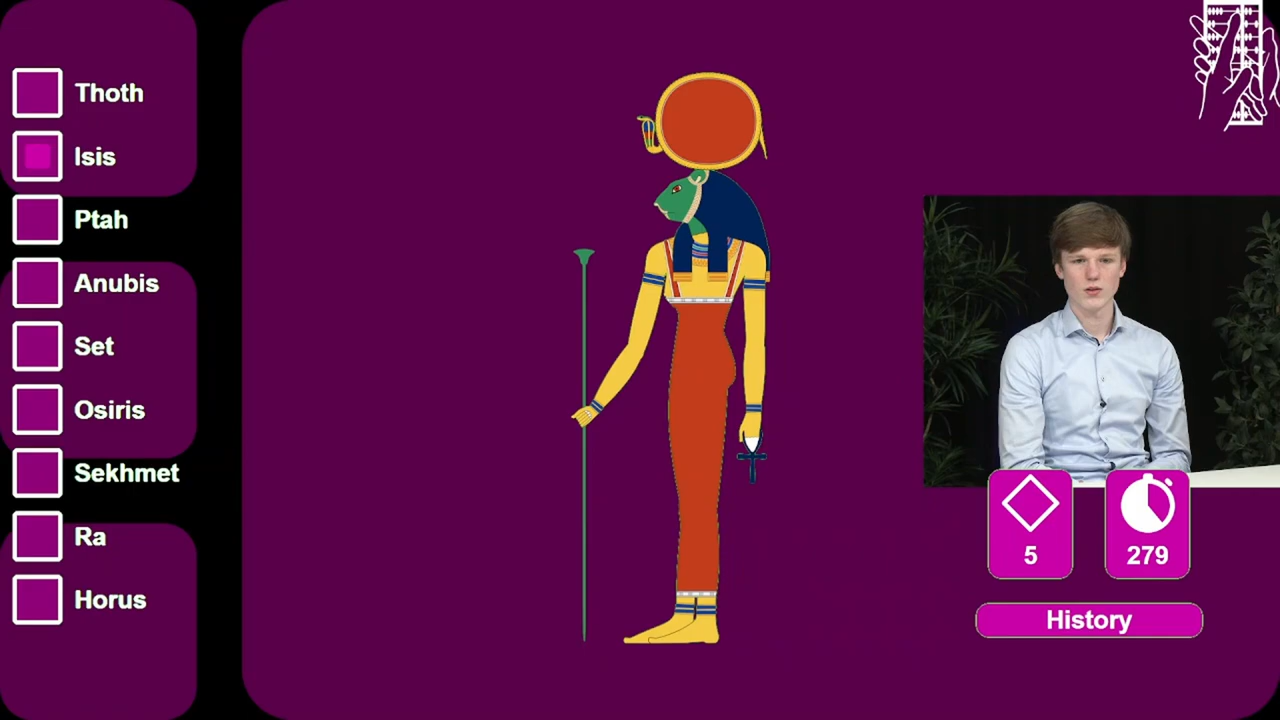 Thoth
Isis
Ptah
Anubis
Set
Osiris
Sekhmet
Ra
Horus
5
279
History